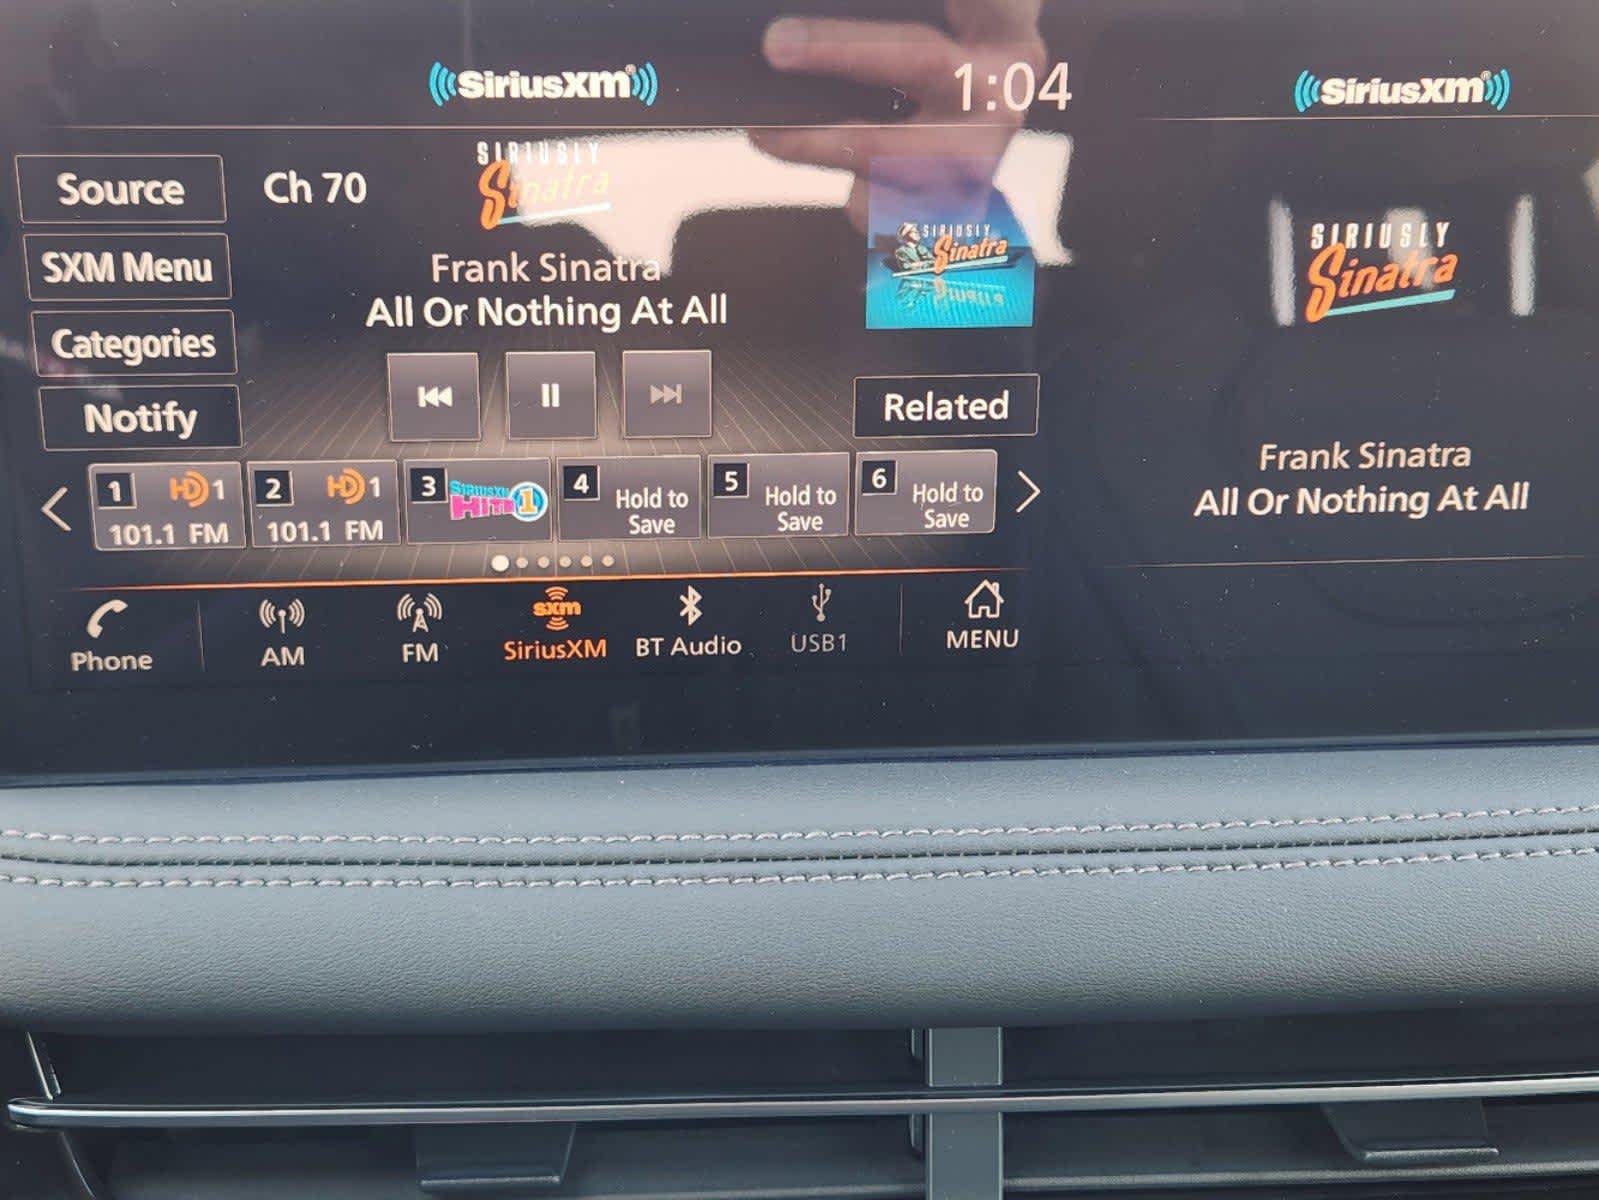 SiriusXM
1:04
SiriusXM
Source
Ch 70
SIRIUSLY
Sinatra
SIRIUSLY
Sinatra
SIRIUSLY
Sinatra
SXM Menu
Frank Sinatra
All Or Nothing At All
Categories
Notify
Related
Frank Sinatra
All Or Nothing At All
1 HD 1
101.1 FM
2 HD 1
101.1 FM
3 SiriusXM
HITS 1
4 Hold to
Save
5 Hold to
Save
6 Hold to
Save
Phone
AM
FM
sxm
SiriusXM
BT Audio
USB1
MENU